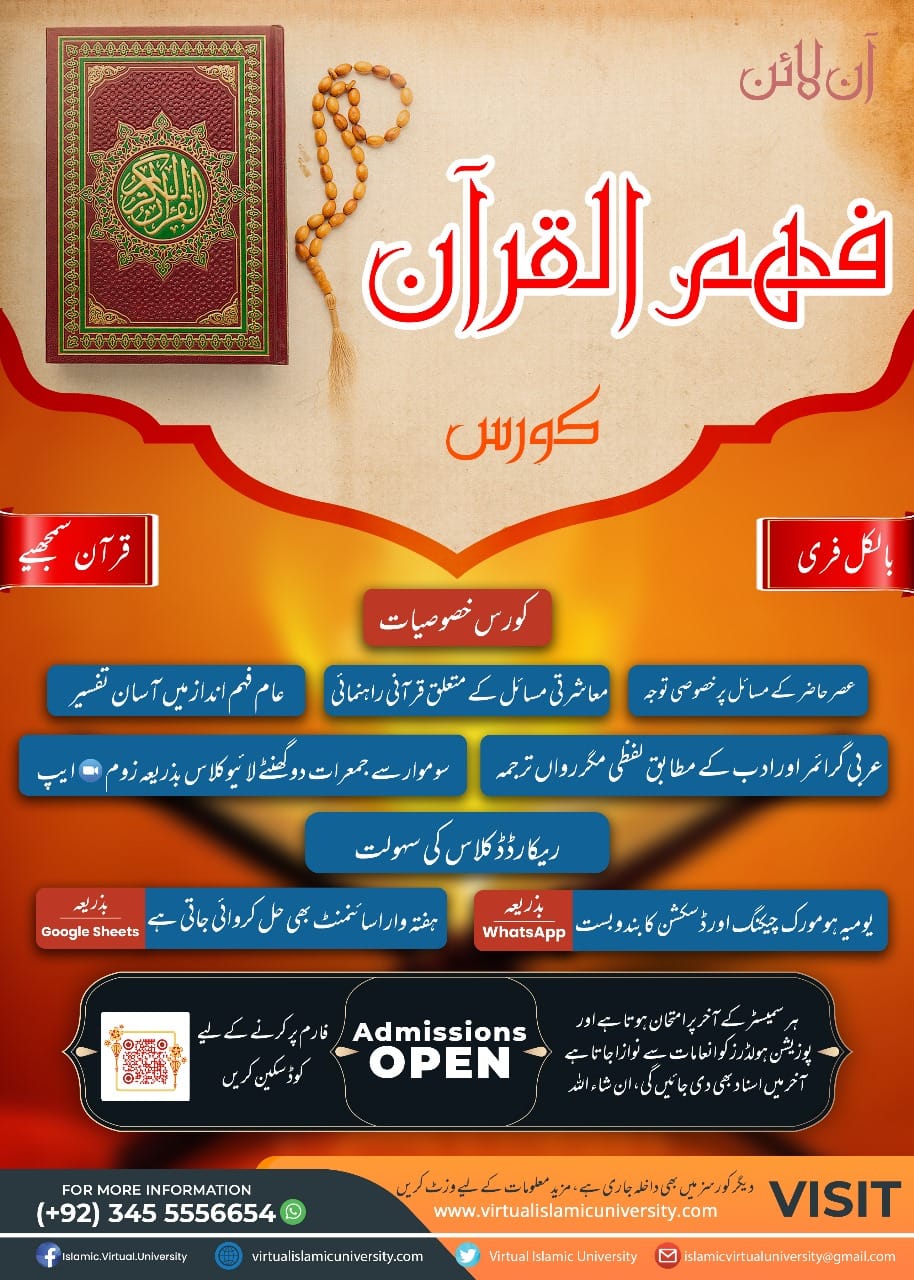 آن لائن
القرآن الكريم
فہم القرآن
کورس
بالکل فری
قرآن سمجھیے
کورس خصوصیات
عصر حاضر کے مسائل پر خصوصی توجہ
معاشرتی مسائل کے متعلق قرآنی راہنمائی
عام فہم انداز میں آسان تفسیر
عربی گرائمر اور ادب کے مطابق لفظی مگر رواں ترجمہ
سوموار سے جمعرات دو گھنٹے لائیو کلاس بذریعہ زوم ایپ
ریکارڈڈ کلاس کی سہولت
یومیہ ہوم ورک چیکنگ اور ڈسکشن کا بندوبست
بذریعہ
WhatsApp
ہفتہ وار اسائنمنٹ بھی حل کروائی جاتی ہے
بذریعہ
Google Sheets
ہر سمیسٹر کے آخر پر امتحان ہوتا ہے اور
پوزیشن ہولڈرز کو انعامات سے نوازا جاتا ہے
آخر میں اسناد بھی دی جائیں گی، ان شاء اللہ
Admissions
OPEN
فارم پر کرنے کے لیے
کوڈ سکین کریں
FOR MORE INFORMATION
(+92) 345 5556654
دیگر کورسز میں بھی داخلہ جاری ہے، مزید معلومات کے لیے وزٹ کریں
www.virtualislamicuniversity.com
VISIT
Islamic.Virtual.University
virtualislamicuniversity.com
Virtual Islamic University
islamicvirtualuniversity@gmail.com